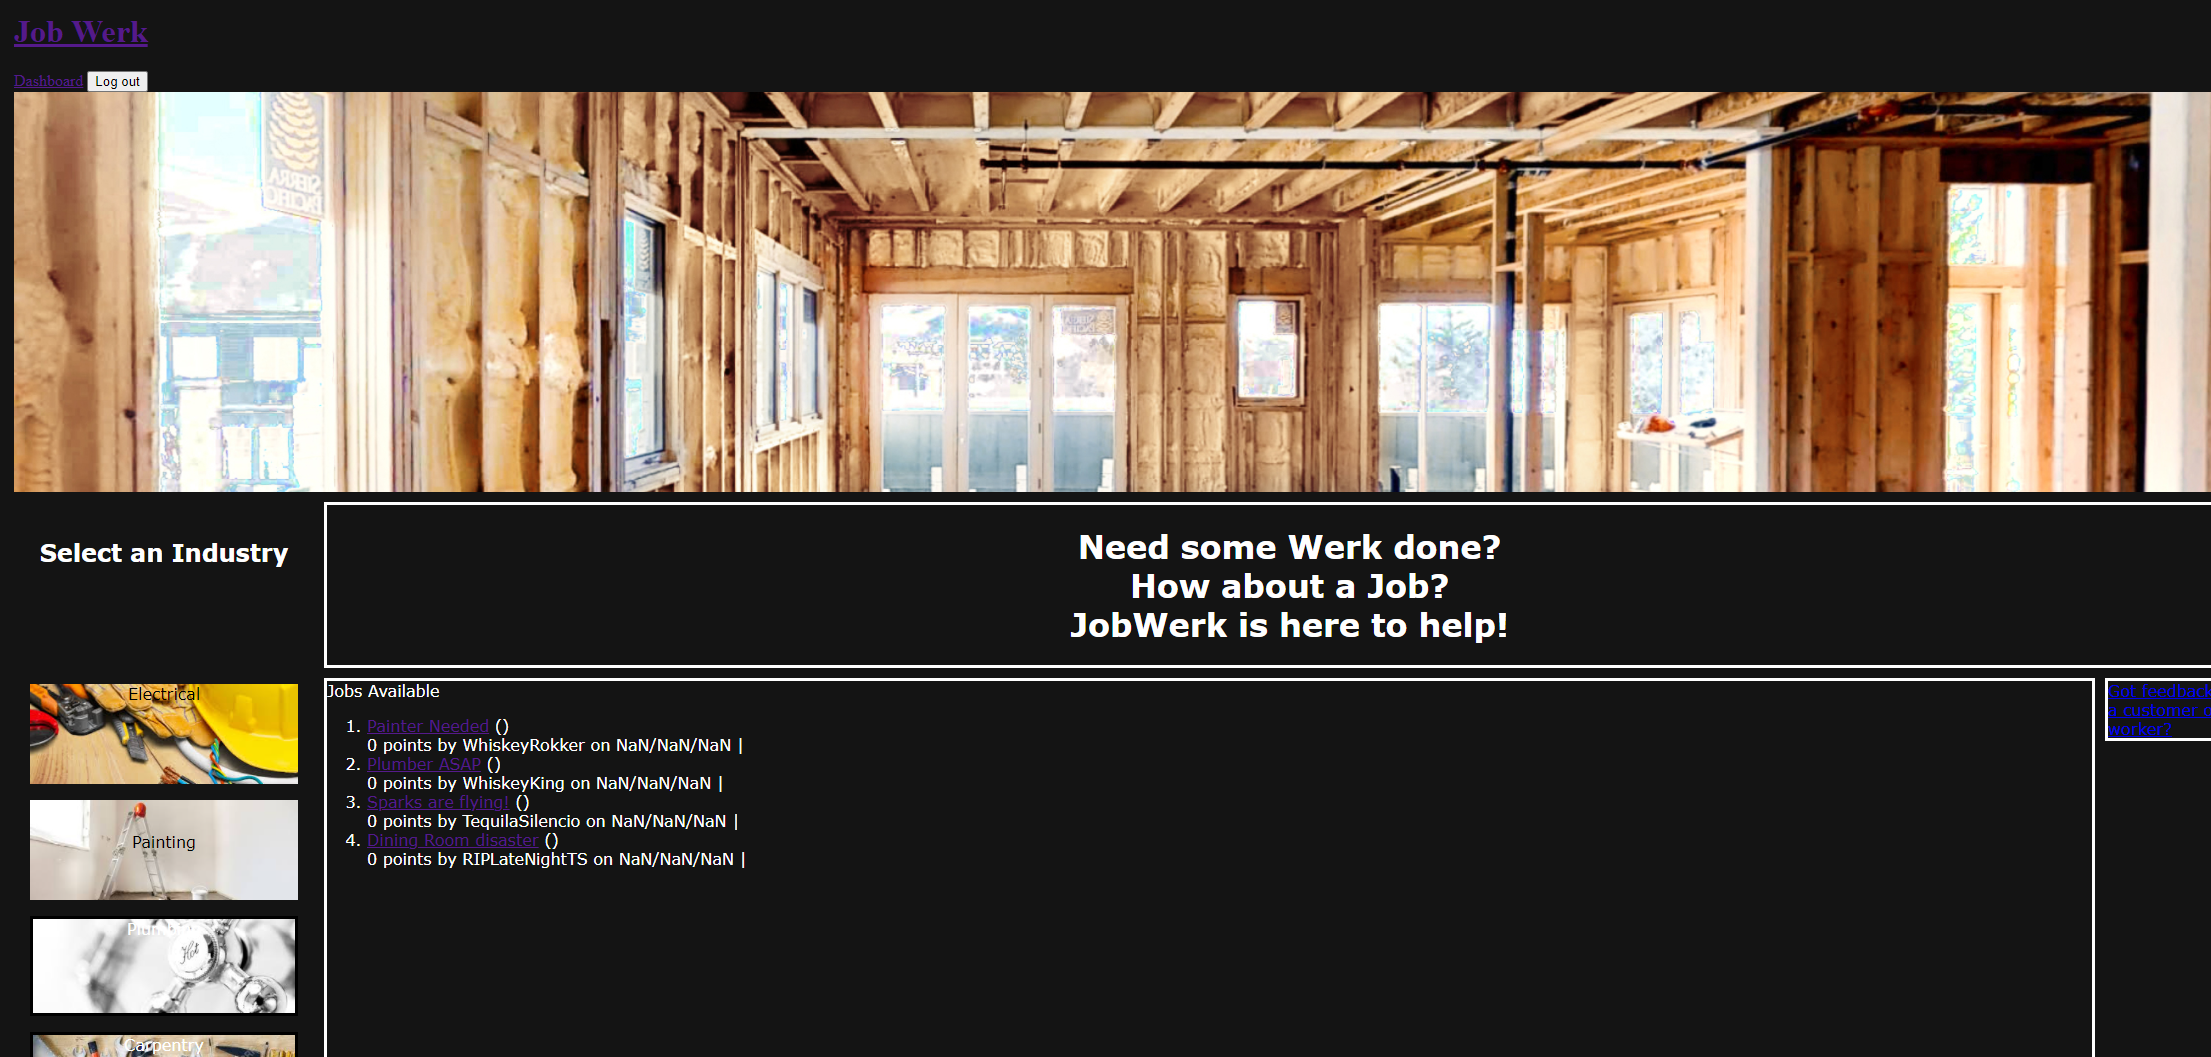 Job Werk
Dashboard Log out
SIERRA
PACIFIC
Select an Industry
Need some Werk done?
How about a Job?
JobWerk is here to help!
Electrical
Painting
Plumbing
Hot
Carpentry
Jobs Available
1. Painter Needed ()
0 points by WhiskeyRokker on NaN/NaN/NaN |
2. Plumber ASAP ()
0 points by WhiskeyKing on NaN/NaN/NaN |
3. Sparks are flying! ()
0 points by TequilaSilencio on NaN/NaN/NaN |
4. Dining Room disaster ()
0 points by RIPLateNightTS on NaN/NaN/NaN |
Got feedback
a customer
worker?